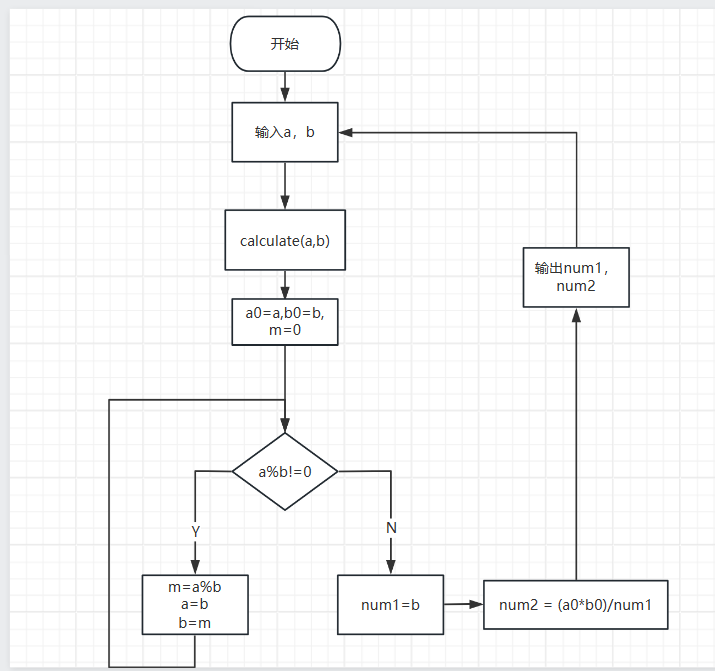 开始
输入a，b
calculate(a,b)
a0=a,b0=b,
m=0
a%b!=0
Y
N
m=a%b
a=b
b=m
num1=b
num2 = (a0*b0)/num1
输出num1，
num2